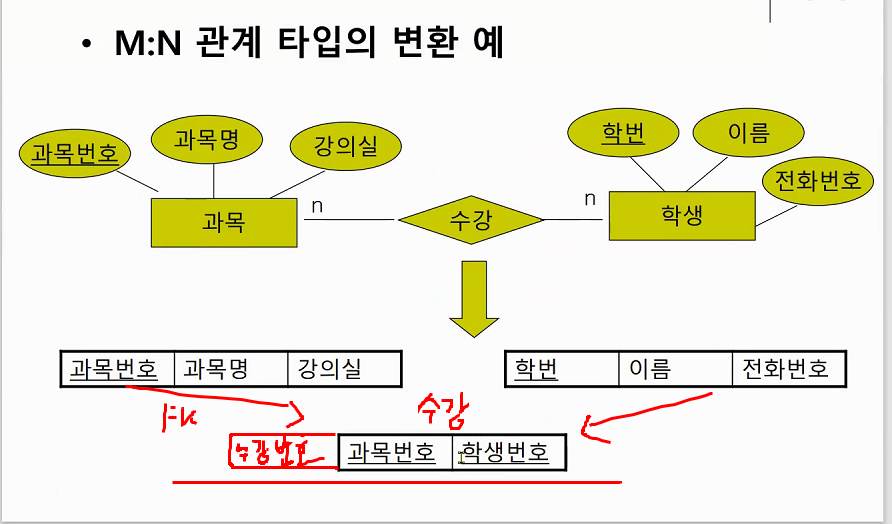 • M:N 관계 타입의 변환 예
과목번호 과목명 강의실
학번 이름 전화번호
과목 n 수강 n 학생
과목번호 과목명 강의실
학번 이름 전화번호
FK 수강
수강번호 과목번호 학생번호